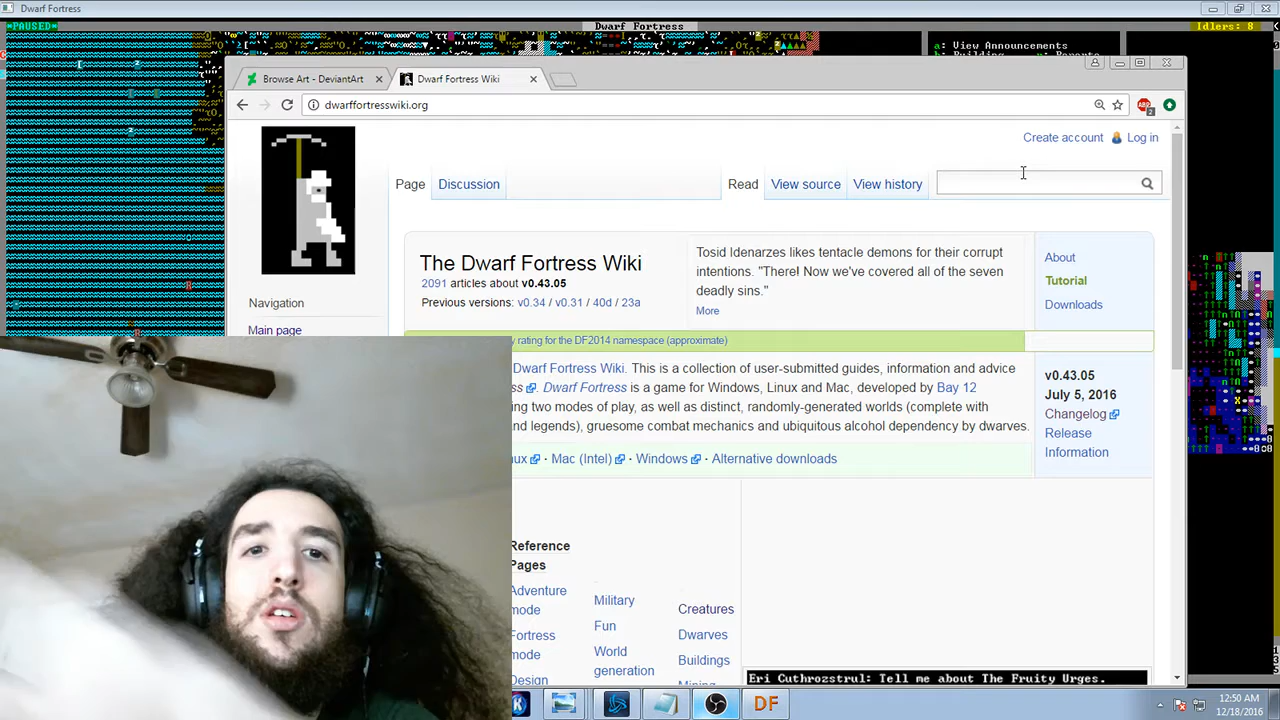 Dwarf Fortress
*PAUSED*
Dwarf Fortress
Idlers: 8
a: View Announcements
Browse Art - DeviantArt
Dwarf Fortress Wiki
dwarffortresswiki.org
Create account
Log in
Page
Discussion
Read
View source
View history
The Dwarf Fortress Wiki
2091 articles about v0.43.05
Previous versions: v0.34 / v0.31 / 40d / 23a
Tosid Idenarzes likes tentacle demons for their corrupt
intentions. "There! Now we've covered all of the seven
deadly sins."
More
About
Tutorial
Downloads
Navigation
Main page
rating for the DF2014 namespace (approximate)
Dwarf Fortress Wiki. This is a collection of user-submitted guides, information and advice
Dwarf Fortress is a game for Windows, Linux and Mac, developed by Bay 12
two modes of play, as well as distinct, randomly-generated worlds (complete with
and legends), gruesome combat mechanics and ubiquitous alcohol dependency by dwarves.
ux · Mac (Intel) · Windows · Alternative downloads
v0.43.05
July 5, 2016
Changelog
Release
Information
Reference
Pages
Adventure
mode
Fortress
mode
Design
Military
Fun
World
generation
Creatures
Dwarves
Buildings
Eri Cuthrozstrul: Tell me about The Fruity Urges.
DF
12:50 AM
12/18/2016